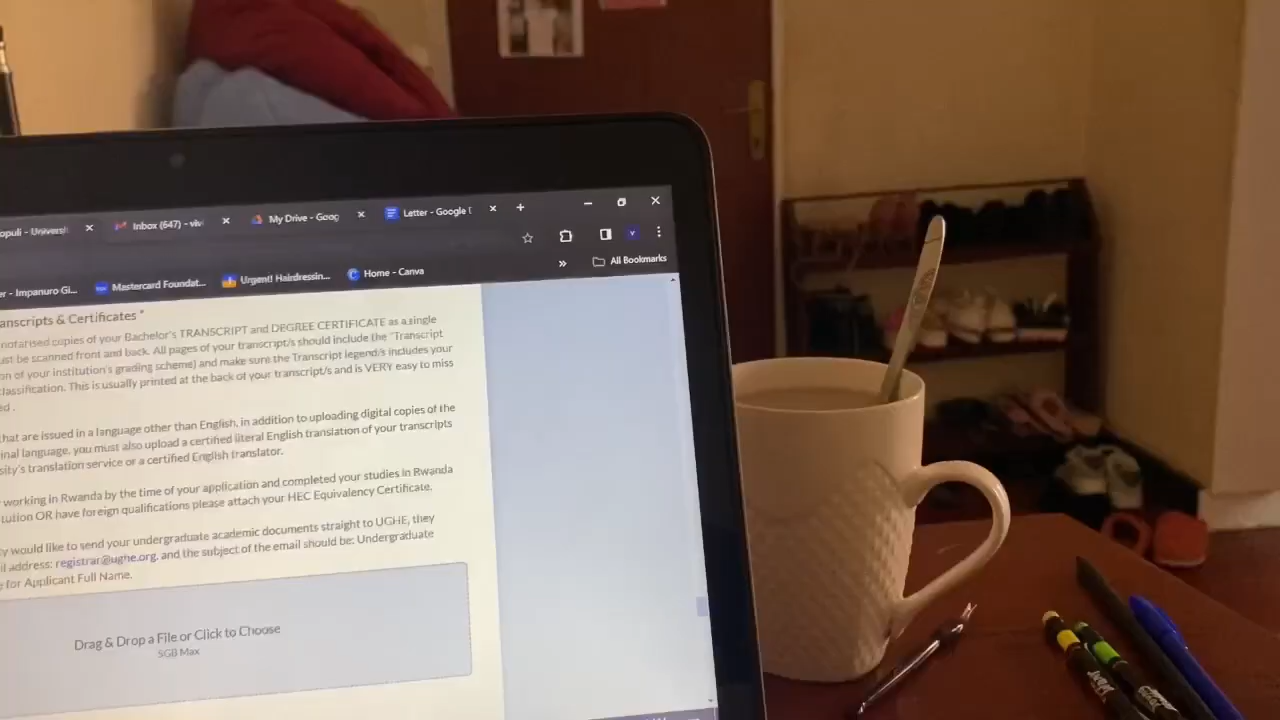 opuli - Universit
Inbox (647) - viv
My Drive - Goog
Letter - Google D
er - Impanuro Gi...
Mastercard Foundat...
Urgent! Hairdressin...
Home - Canva
All Bookmarks
anscripts & Certificates *
notarised copies of your Bachelor's TRANSCRIPT and DEGREE CERTIFICATE as a single
ust be scanned front and back. All pages of your transcript/s should include the "Transcript
n of your institution's grading scheme) and make sure the Transcript legend/s includes your
lassification. This is usually printed at the back of your transcript/s and is VERY easy to miss
ed .
hat are issued in a language other than English, in addition to uploading digital copies of the
inal language, you must also upload a certified literal English translation of your transcripts
sity's translation service or a certified English translator.
working in Rwanda by the time of your application and completed your studies in Rwanda
tution OR have foreign qualifications please attach your HEC Equivalency Certificate.
y would like to send your undergraduate academic documents straight to UGHE, they
il address: registrar@ughe.org, and the subject of the email should be: Undergraduate
e for Applicant Full Name.
Drag & Drop a File or Click to Choose
5GB Max